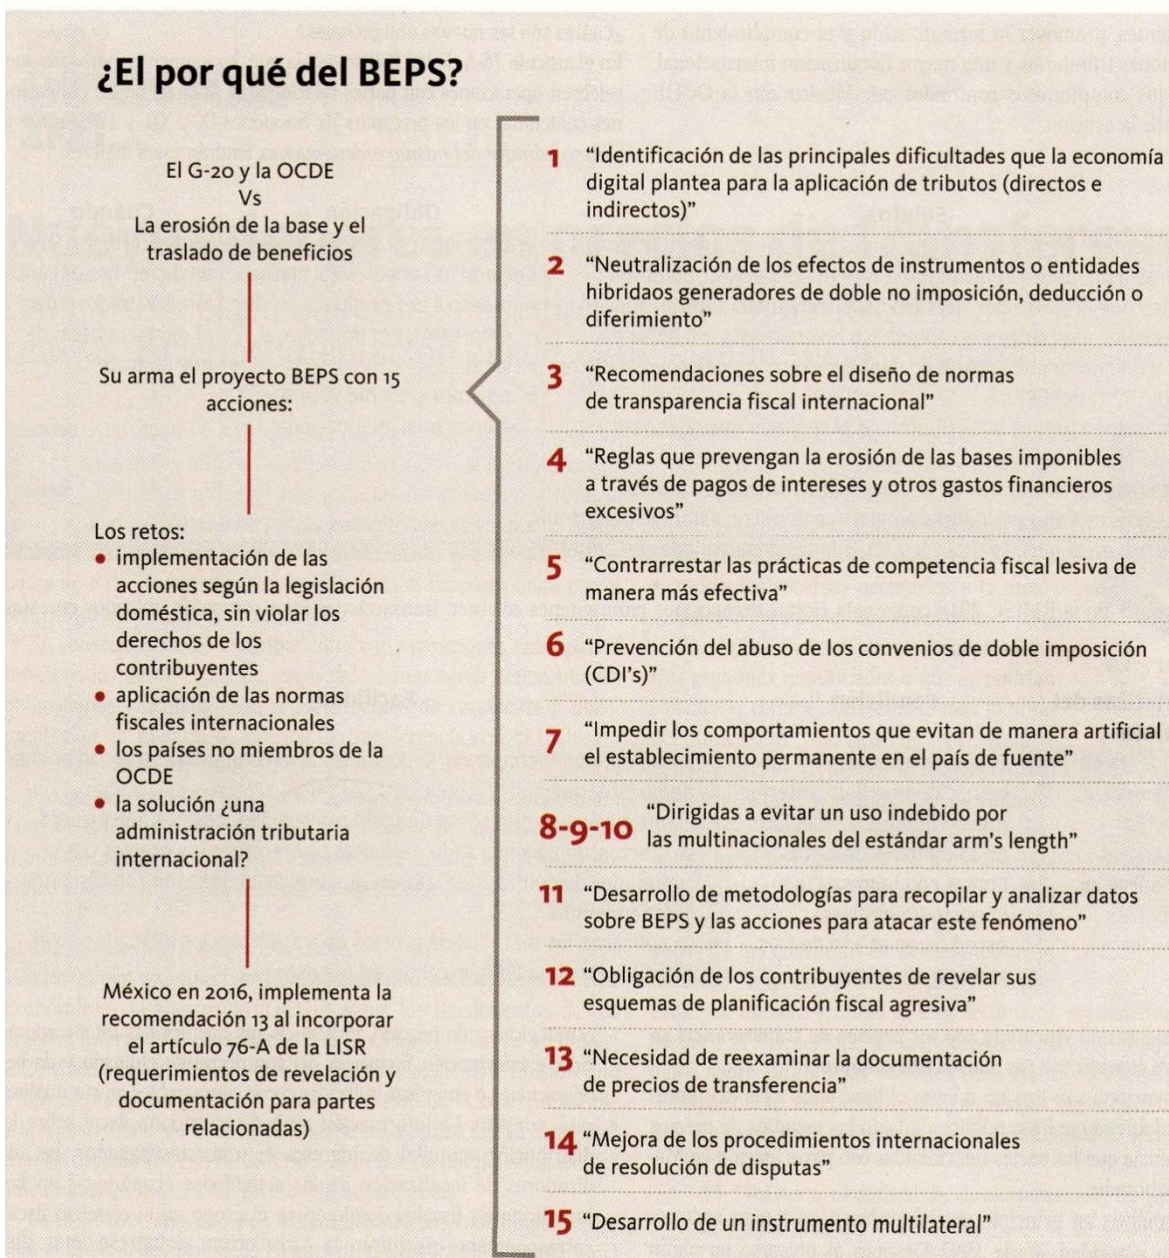 ¿El por qué del BEPS?
El G-20 y la OCDE
Vs
La erosión de la base y el
traslado de beneficios
Su arma el proyecto BEPS con 15
acciones:
Los retos:
• implementación de las
acciones según la legislación
doméstica, sin violar los
derechos de los
contribuyentes
• aplicación de las normas
fiscales internacionales
• los países no miembros de la
OCDE
• la solución ¿una
administración tributaria
internacional?
México en 2016, implementa la
recomendación 13 al incorporar
el artículo 76-A de la LISR
(requerimientos de revelación y
documentación para partes
relacionadas)
1 “Identificación de las principales dificultades que la economía
digital plantea para la aplicación de tributos (directos e
indirectos)”
2 “Neutralización de los efectos de instrumentos o entidades
hibridaos generadores de doble no imposición, deducción o
diferimiento”
3 “Recomendaciones sobre el diseño de normas
de transparencia fiscal internacional”
4 “Reglas que prevengan la erosión de las bases imponibles
a través de pagos de intereses y otros gastos financieros
excesivos”
5 “Contrarrestar las prácticas de competencia fiscal lesiva de
manera más efectiva”
6 “Prevención del abuso de los convenios de doble imposición
(CDI’s)”
7 “Impedir los comportamientos que evitan de manera artificial
el establecimiento permanente en el país de fuente”
8-9-10 “Dirigidas a evitar un uso indebido por
las multinacionales del estándar arm’s length”
11 “Desarrollo de metodologías para recopilar y analizar datos
sobre BEPS y las acciones para atacar este fenómeno”
12 “Obligación de los contribuyentes de revelar sus
esquemas de planificación fiscal agresiva”
13 “Necesidad de reexaminar la documentación
de precios de transferencia”
14 “Mejora de los procedimientos internacionales
de resolución de disputas”
15 “Desarrollo de un instrumento multilateral”